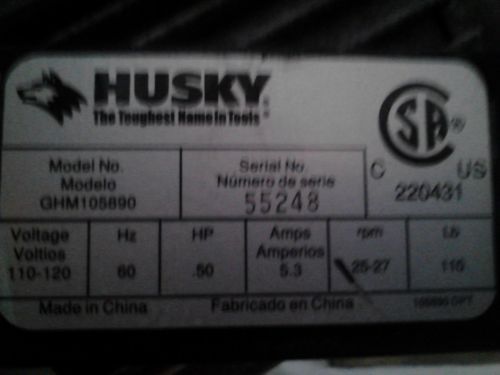 HUSKY
The Toughest Name in Tools
CSA
®
C US
220431
Model No.
Modelo
GHM105890
Serial No.
Número de serie
55248
Voltage
Voltios
110-120
Hz
60
HP
.50
Amps
Amperios
5.3
rpm
25-27
Lb
115
Made in China
Fabricado en China